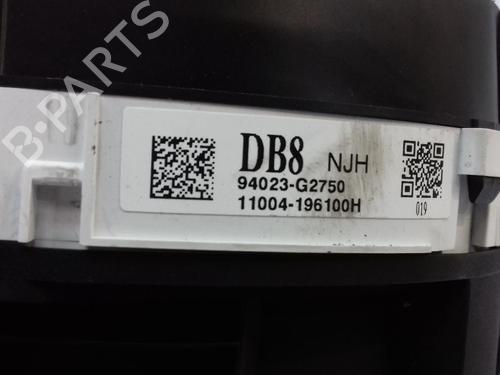 B-PARTS
DB8 NJH
94023-G2750
11004-196100H
019